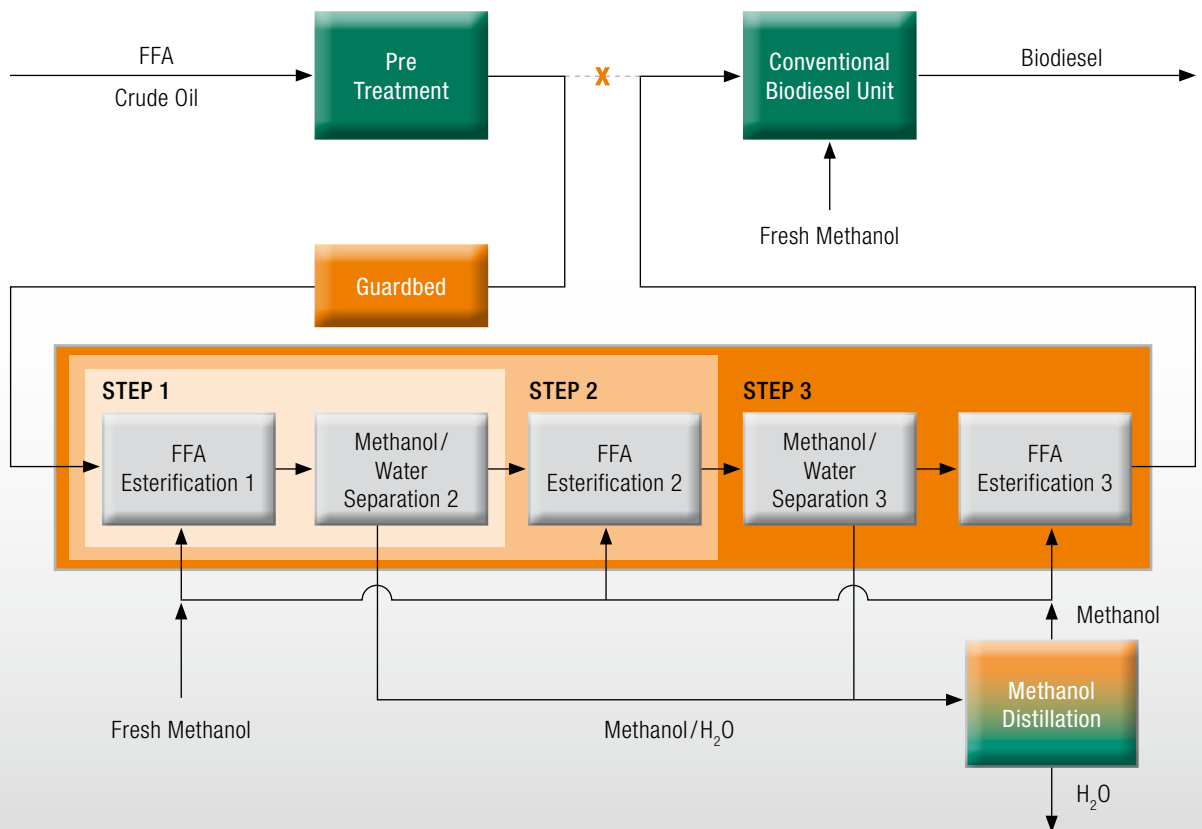 FFA
Crude Oil
Pre
Treatment
X
Conventional
Biodiesel Unit
Biodiesel
Fresh Methanol
Guardbed
STEP 1
STEP 2
STEP 3
FFA
Esterification 1
Methanol/
Water
Separation 2
FFA
Esterification 2
Methanol/
Water
Separation 3
FFA
Esterification 3
Methanol
Fresh Methanol
Methanol/H₂O
Methanol
Distillation
H₂O